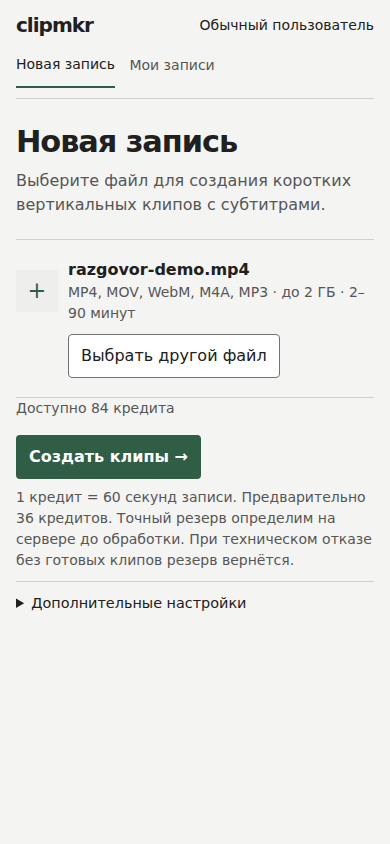 clipmkr
Обычный пользователь
Новая запись
Мои записи
Новая запись
Выберите файл для создания коротких
вертикальных клипов с субтитрами.
+
razgovor-demo.mp4
MP4, MOV, WebM, M4A, MP3 · до 2 ГБ · 2–
90 минут
Выбрать другой файл
Доступно 84 кредита
Создать клипы →
1 кредит = 60 секунд записи. Предварительно
36 кредитов. Точный резерв определим на
сервере до обработки. При техническом отказе
без готовых клипов резерв вернётся.
Дополнительные настройки